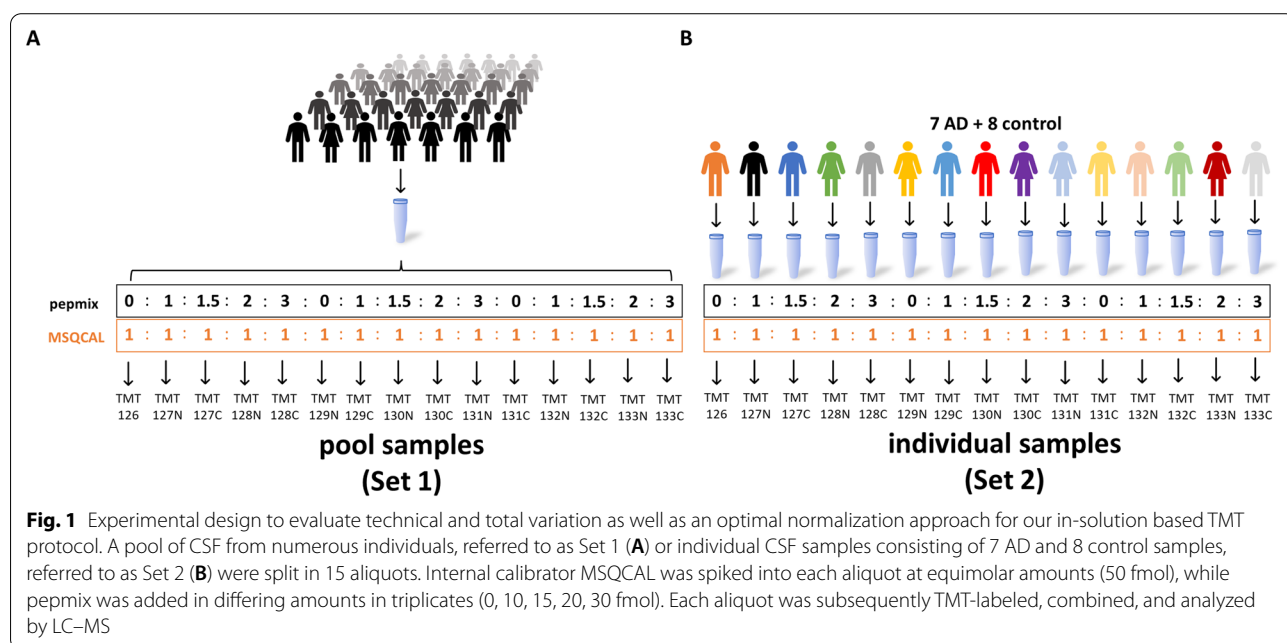 A
B
7 AD + 8 control
pepmix 0 : 1 : 1.5 : 2 : 3 : 0 : 1 : 1.5 : 2 : 3 : 0 : 1 : 1.5 : 2 : 3
0 : 1 : 1.5 : 2 : 3 : 0 : 1 : 1.5 : 2 : 3 : 0 : 1 : 1.5 : 2 : 3
MSQCAL 1 : 1 : 1 : 1 : 1 : 1 : 1 : 1 : 1 : 1 : 1 : 1 : 1 : 1 : 1
1 : 1 : 1 : 1 : 1 : 1 : 1 : 1 : 1 : 1 : 1 : 1 : 1 : 1 : 1
TMT TMT TMT TMT TMT TMT TMT TMT TMT TMT TMT TMT TMT TMT TMT
126 127N 127C 128N 128C 129N 129C 130N 130C 131N 131C 132N 132C 133N 133C
TMT TMT TMT TMT TMT TMT TMT TMT TMT TMT TMT TMT TMT TMT TMT
126 127N 127C 128N 128C 129N 129C 130N 130C 131N 131C 132N 132C 133N 133C
pool samples
(Set 1)
individual samples
(Set 2)
Fig. 1 Experimental design to evaluate technical and total variation as well as an optimal normalization approach for our in-solution based TMT
protocol. A pool of CSF from numerous individuals, referred to as Set 1 (A) or individual CSF samples consisting of 7 AD and 8 control samples,
referred to as Set 2 (B) were split in 15 aliquots. Internal calibrator MSQCAL was spiked into each aliquot at equimolar amounts (50 fmol), while
pepmix was added in differing amounts in triplicates (0, 10, 15, 20, 30 fmol). Each aliquot was subsequently TMT-labeled, combined, and analyzed
by LC–MS